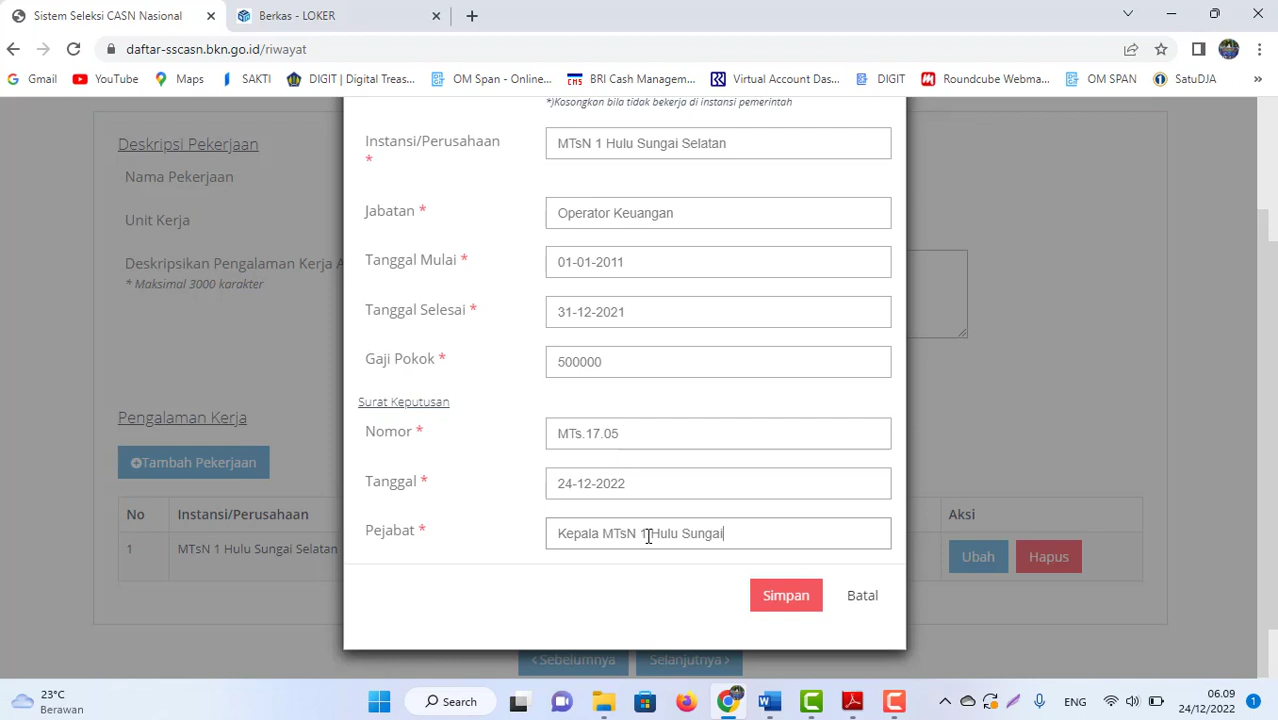 Sistem Seleksi CASN Nasional
Berkas - LOKER
daftar-sscasn.bkn.go.id/riwayat
Gmail
YouTube
Maps
SAKTI
DIGIT | Digital Treas...
OM Span - Online...
CMS
BRI Cash Managem...
Virtual Account Das...
DIGIT
Roundcube Webma...
OM SPAN
SatuDJA
»
*)Kosongkan bila tidak bekerja di instansi pemerintah
Deskripsi Pekerjaan
Nama Pekerjaan
Unit Kerja
Deskripsikan Pengalaman Kerja A
* Maksimal 3000 karakter
Instansi/Perusahaan
*
MTsN 1 Hulu Sungai Selatan
Jabatan *
Operator Keuangan
Tanggal Mulai *
01-01-2011
Tanggal Selesai *
31-12-2021
Gaji Pokok *
500000
Surat Keputusan
Nomor *
MTs.17.05
Tanggal *
24-12-2022
Pejabat *
Kepala MTsN 1 Hulu Sungai
Simpan
Batal
Pengalaman Kerja
Tambah Pekerjaan
No
Instansi/Perusahaan
Aksi
1
MTsN 1 Hulu Sungai Selatan
Ubah
Hapus
Sebelumnya
Selanjutnya
23°C
Berawan
Search
ENG
06.09
24/12/2022
1